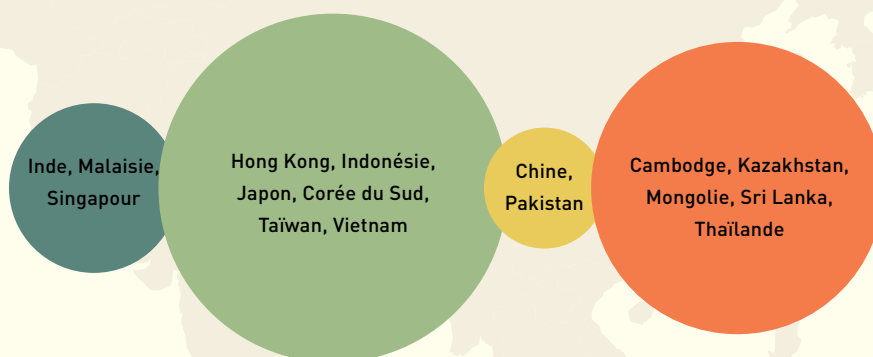 Inde, Malaisie,
Singapour
Hong Kong, Indonésie,
Japon, Corée du Sud,
Taïwan, Vietnam
Chine,
Pakistan
Cambodge, Kazakhstan,
Mongolie, Sri Lanka,
Thaïlande